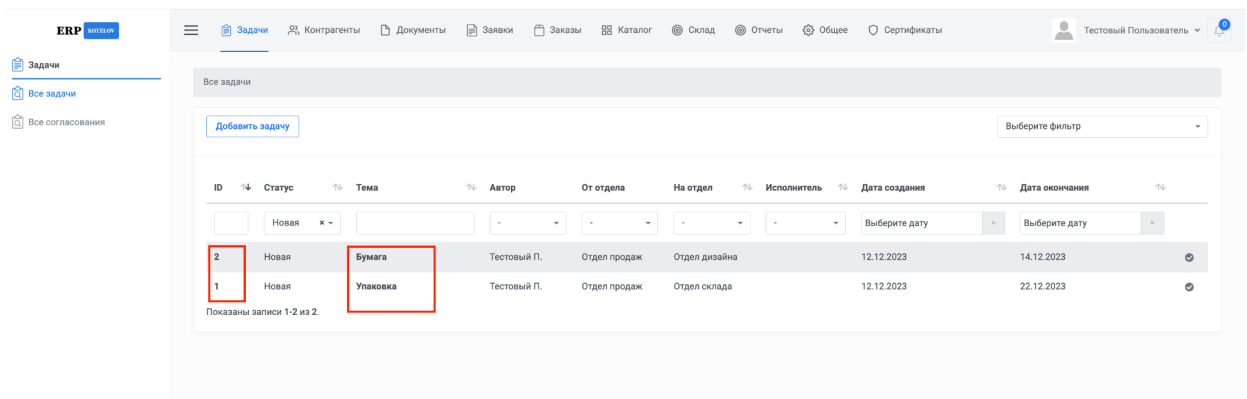 ERP KOTELOV
Задачи Контрагенты Документы Заявки Заказы Каталог Склад Отчеты Общее Сертификаты Тестовый Пользователь 0
Задачи
Все задачи
Все согласования
Все задачи
Добавить задачу Выберите фильтр
ID Статус Тема Автор От отдела На отдел Исполнитель Дата создания Дата окончания
Новая × - - - - Выберите дату × Выберите дату ×
2 Новая Бумага Тестовый П. Отдел продаж Отдел дизайна 12.12.2023 14.12.2023
1 Новая Упаковка Тестовый П. Отдел продаж Отдел склада 12.12.2023 22.12.2023
Показаны записи 1-2 из 2.